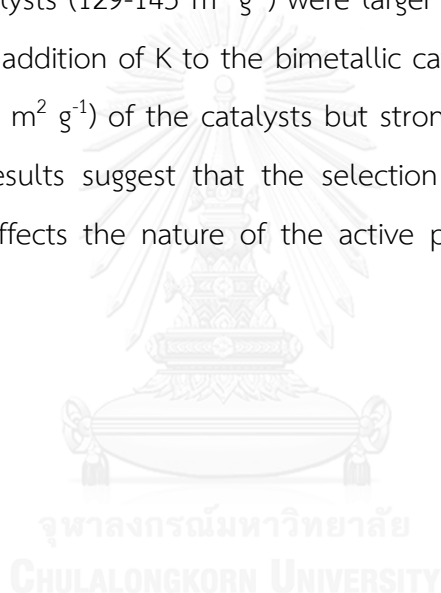 alysts (129-145 m² g⁻¹) were larger
addition of K to the bimetallic ca
m² g⁻¹) of the catalysts but stron
esults suggest that the selection
ffects the nature of the active p
จุฬาลงกรณ์มหาวิทยาลัย
CHULALONGKORN UNIVERSITY